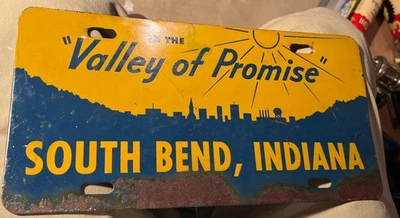 IN THE
"Valley of Promise"
SOUTH BEND, INDIANA